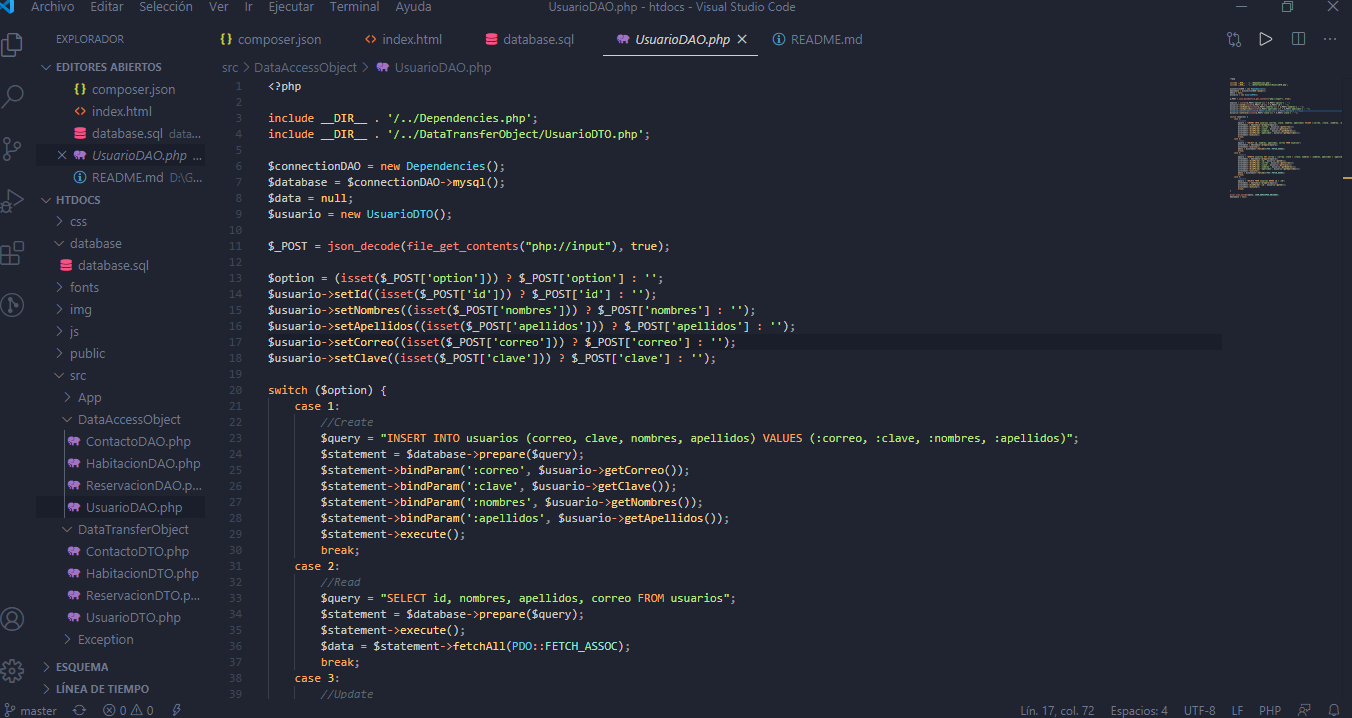 Archivo Editar Selección Ver Ir Ejecutar Terminal Ayuda
UsuarioDAO.php - htdocs - Visual Studio Code
EXPLORADOR
EDITORES ABIERTOS
{} composer.json
<> index.html
database.sql data...
UsuarioDAO.php ...
README.md D:\G...
HTDOCS
css
database
database.sql
fonts
img
js
public
src
App
DataAccessObject
ContactoDAO.php
HabitacionDAO.php
ReservacionDAO.p...
UsuarioDAO.php
DataTransferObject
ContactoDTO.php
HabitacionDTO.php
ReservacionDTO.p...
UsuarioDTO.php
Exception
ESQUEMA
LÍNEA DE TIEMPO
{} composer.json <> index.html database.sql UsuarioDAO.php README.md
src > DataAccessObject > UsuarioDAO.php
1 <?php
2
3 include __DIR__ . '/../Dependencies.php';
4 include __DIR__ . '/../DataTransferObject/UsuarioDTO.php';
5
6 $connectionDAO = new Dependencies();
7 $database = $connectionDAO->mysql();
8 $data = null;
9 $usuario = new UsuarioDTO();
10
11 $_POST = json_decode(file_get_contents("php://input"), true);
12
13 $option = (isset($_POST['option'])) ? $_POST['option'] : '';
14 $usuario->setId((isset($_POST['id'])) ? $_POST['id'] : '');
15 $usuario->setNombres((isset($_POST['nombres'])) ? $_POST['nombres'] : '');
16 $usuario->setApellidos((isset($_POST['apellidos'])) ? $_POST['apellidos'] : '');
17 $usuario->setCorreo((isset($_POST['correo'])) ? $_POST['correo'] : '');
18 $usuario->setClave((isset($_POST['clave'])) ? $_POST['clave'] : '');
19
20 switch ($option) {
21 case 1:
22 //Create
23 $query = "INSERT INTO usuarios (correo, clave, nombres, apellidos) VALUES (:correo, :clave, :nombres, :apellidos)";
24 $statement = $database->prepare($query);
25 $statement->bindParam(':correo', $usuario->getCorreo());
26 $statement->bindParam(':clave', $usuario->getClave());
27 $statement->bindParam(':nombres', $usuario->getNombres());
28 $statement->bindParam(':apellidos', $usuario->getApellidos());
29 $statement->execute();
30 break;
31 case 2:
32 //Read
33 $query = "SELECT id, nombres, apellidos, correo FROM usuarios";
34 $statement = $database->prepare($query);
35 $statement->execute();
36 $data = $statement->fetchAll(PDO::FETCH_ASSOC);
37 break;
38 case 3:
39 //Update
master 0 0
Lín. 17, col. 72 Espacios: 4 UTF-8 LF PHP